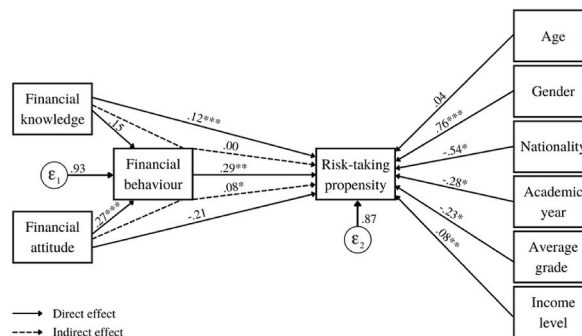 Age
Financial
knowledge
.12***
.04
Gender
.15
.76***
.00
ε1
.93
Financial
behaviour
.29**
Risk-taking
propensity
-.54*
Nationality
.08*
-.28*
Academic
year
.27***
Financial
attitude
-.21
-.23*
.87
ε2
.08**
Average
grade
Income
level
Direct effect
Indirect effect